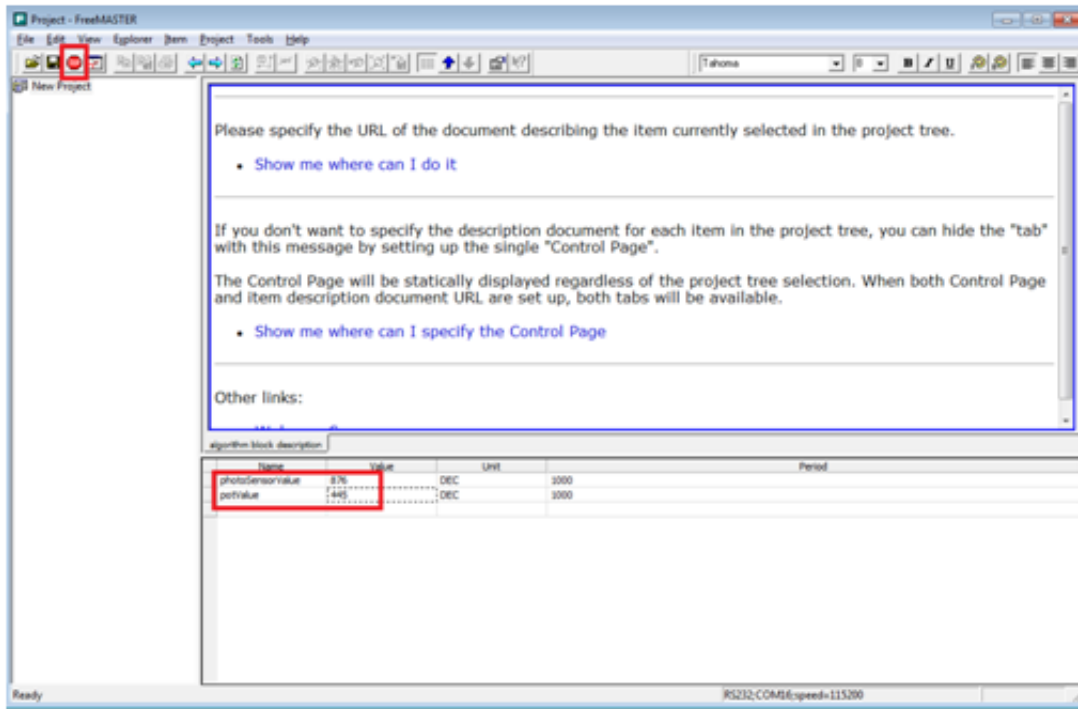 Project - FreeMASTER
File Edit View Explorer Item Project Tools Help
Tahoma 8 B I U
New Project
Please specify the URL of the document describing the item currently selected in the project tree.
• Show me where can I do it
If you don't want to specify the description document for each item in the project tree, you can hide the "tab"
with this message by setting up the single "Control Page".
The Control Page will be statically displayed regardless of the project tree selection. When both Control Page
and item description document URL are set up, both tabs will be available.
• Show me where can I specify the Control Page
Other links:
algorithm block description
Name Value Unit Period
photoSensorValue 876 DEC 1000
potValue 445 DEC 1000
Ready RS232;COM16;speed=115200